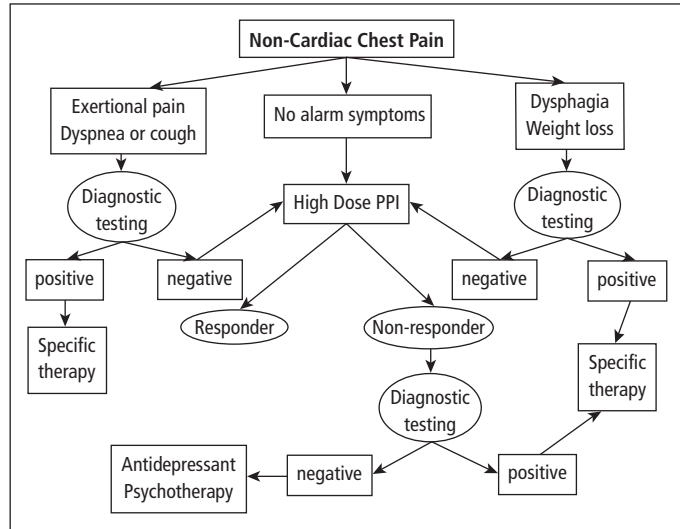 Non-Cardiac Chest Pain
Exertional pain
Dyspnea or cough
No alarm symptoms
Dysphagia
Weight loss
Diagnostic
testing
High Dose PPI
Diagnostic
testing
positive
negative
negative
positive
Responder
Non-responder
Specific
therapy
Specific
therapy
Diagnostic
testing
Antidepressant
Psychotherapy
negative
positive